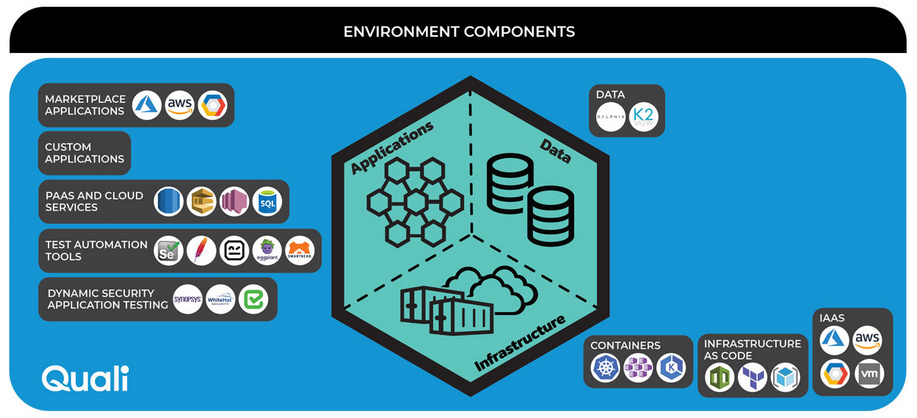 ENVIRONMENT COMPONENTS
MARKETPLACE
APPLICATIONS
aws
CUSTOM
APPLICATIONS
PAAS AND CLOUD
SERVICES
SQL
TEST AUTOMATION
TOOLS
Se
eggplant
SMARTBEAR
DYNAMIC SECURITY
APPLICATION TESTING
SYNOPSYS
WhiteHat
SECURITY
Quali
Applications
Data
Infrastructure
DATA
DELPHIX
K2
VIEW
CONTAINERS
INFRASTRUCTURE
AS CODE
IAAS
aws
vm